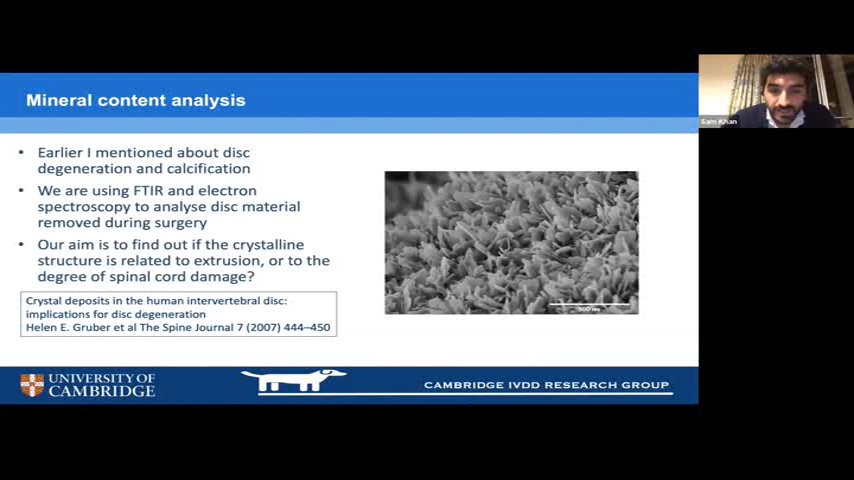 Mineral content analysis
• Earlier I mentioned about disc
degeneration and calcification
• We are using FTIR and electron
spectroscopy to analyse disc material
removed during surgery
• Our aim is to find out if the crystalline
structure is related to extrusion, or to the
degree of spinal cord damage?
Crystal deposits in the human intervertebral disc:
implications for disc degeneration
Helen E. Gruber et al The Spine Journal 7 (2007) 444–450
UNIVERSITY OF
CAMBRIDGE
CAMBRIDGE IVDD RESEARCH GROUP
Sam Khan